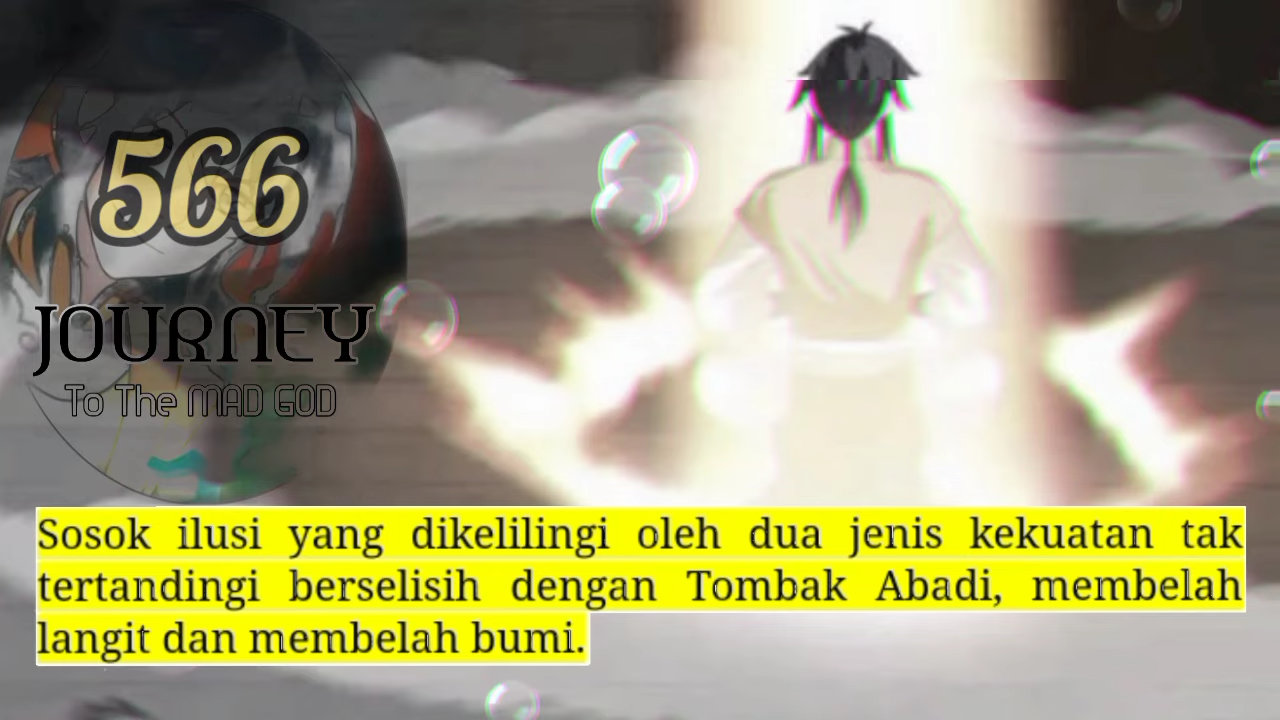 566
JOURNEY
To The MAD GOD
Sosok ilusi yang dikelilingi oleh dua jenis kekuatan tak
tertandingi berselisih dengan Tombak Abadi, membelah
langit dan membelah bumi.